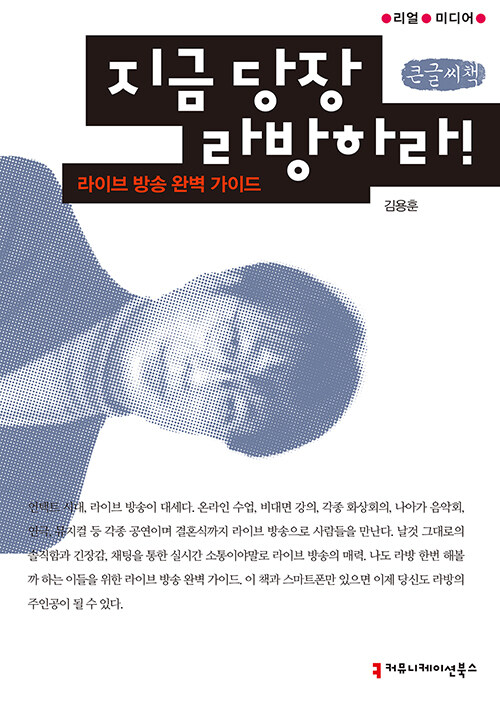 ●리얼●미디어●
큰글씨책
지금 당장
라방하라!
라이브 방송 완벽 가이드
김용훈
언택트 시대, 라이브 방송이 대세다. 온라인 수업, 비대면 강의, 각종 화상회의, 나아가 음악회,
연극, 뮤지컬 등 각종 공연이며 결혼식까지 라이브 방송으로 사람들을 만난다. 날것 그대로의
솔직함과 긴장감, 채팅을 통한 실시간 소통이야말로 라이브 방송의 매력. 나도 라방 한번 해볼
까 하는 이들을 위한 라이브 방송 완벽 가이드. 이 책과 스마트폰만 있으면 이제 당신도 라방의
주인공이 될 수 있다.
커뮤니케이션북스